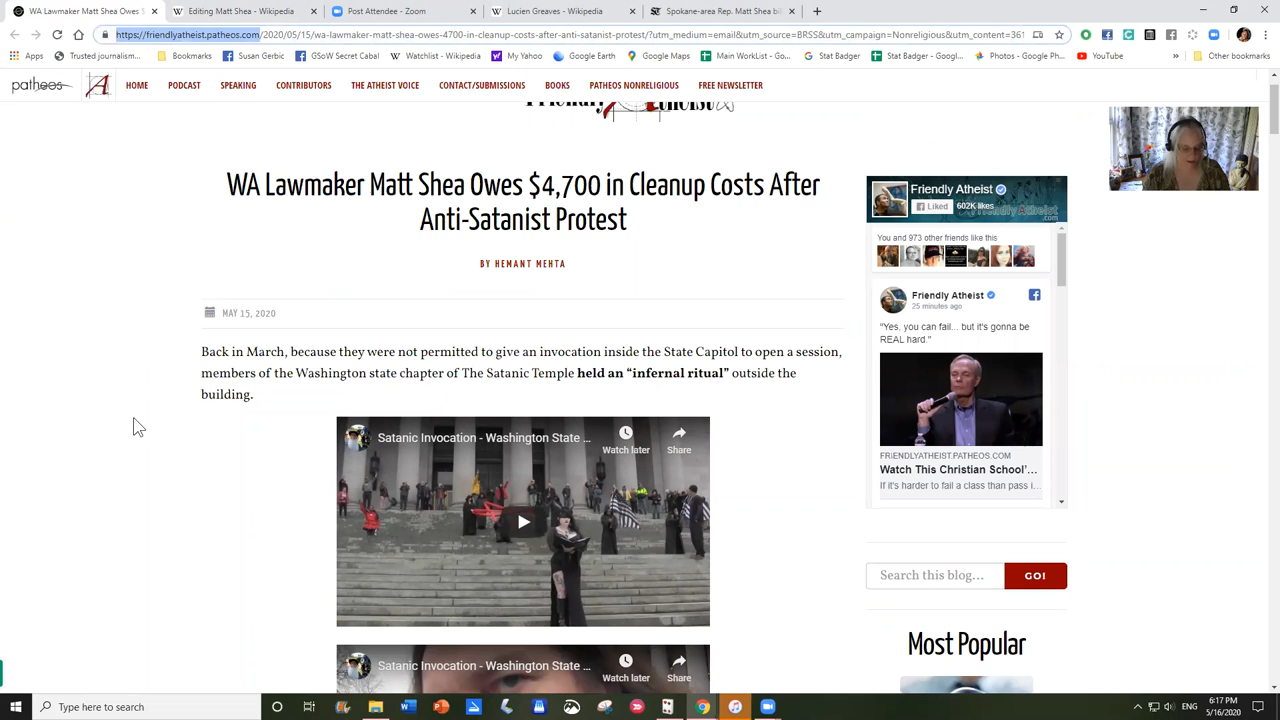 WA Lawmaker Matt Shea Owes $
Editing Matt Shea - Wikipedia
Post Attendee - Zoom
Lucien Greaves - Wikipedia
Spokane-area Rep. Matt Shea bil
https://friendlyatheist.patheos.com/2020/05/15/wa-lawmaker-matt-shea-owes-4700-in-cleanup-costs-after-anti-satanist-protest/?utm_medium=email&utm_source=BRSS&utm_campaign=Nonreligious&utm_content=361
Apps
Trusted journalism...
Bookmarks
Susan Gerbic
GSoW Secret Cabal
Watchlist - Wikipedia
My Yahoo
Google Earth
Google Maps
Main WorkList - Go...
Stat Badger
Stat Badger - Googl...
Photos - Google Ph...
YouTube
»
Other bookmarks
patheos
HOME
PODCAST
SPEAKING
CONTRIBUTORS
THE ATHEIST VOICE
CONTACT/SUBMISSIONS
BOOKS
PATHEOS NONRELIGIOUS
FREE NEWSLETTER
WA Lawmaker Matt Shea Owes $4,700 in Cleanup Costs After
Anti-Satanist Protest
BY HEMANT MEHTA
MAY 15, 2020
Back in March, because they were not permitted to give an invocation inside the State Capitol to open a session,
members of the Washington state chapter of The Satanic Temple held an “infernal ritual” outside the
building.
Satanic Invocation - Washington State ...
Watch later
Share
Satanic Invocation - Washington State ...
Watch later
Share
Friendly Atheist
Liked
602K likes
You and 973 other friends like this
Friendly Atheist
25 minutes ago
"Yes, you can fail... but it's gonna be
REAL hard."
FRIENDLYATHEIST.PATHEOS.COM
Watch This Christian School'...
If it's harder to fail a class than pass i...
Search this blog...
GO!
Most Popular
Type here to search
ENG
6:17 PM
5/16/2020